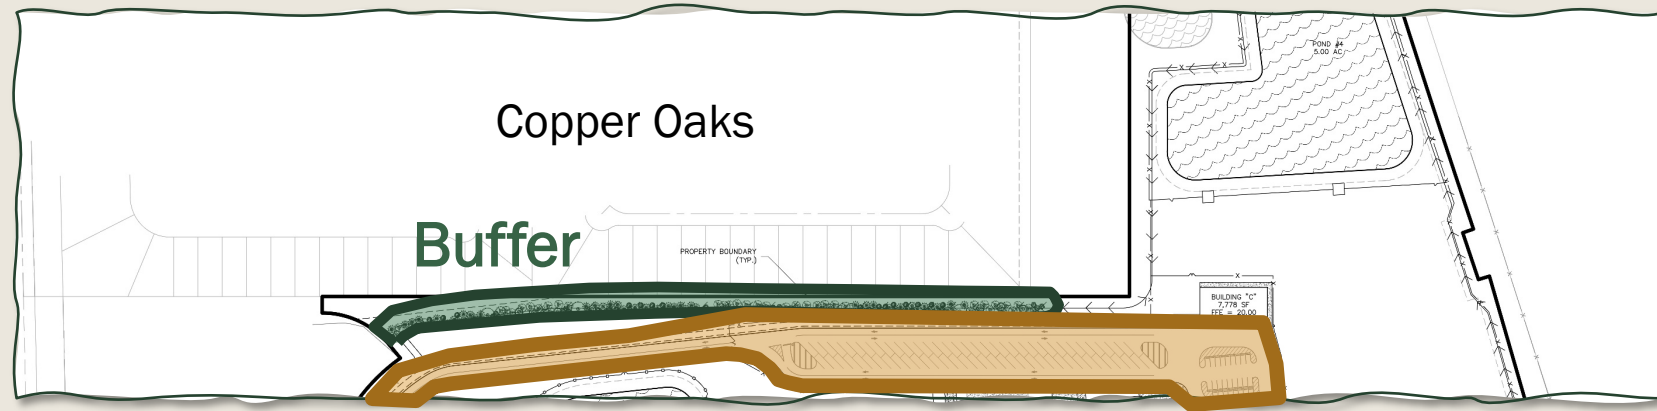 POND #4
5.00 AC
Copper Oaks
Buffer
PROPERTY BOUNDARY
(TYP.)
BUILDING "C"
7,778 SF
FFE = 20.00